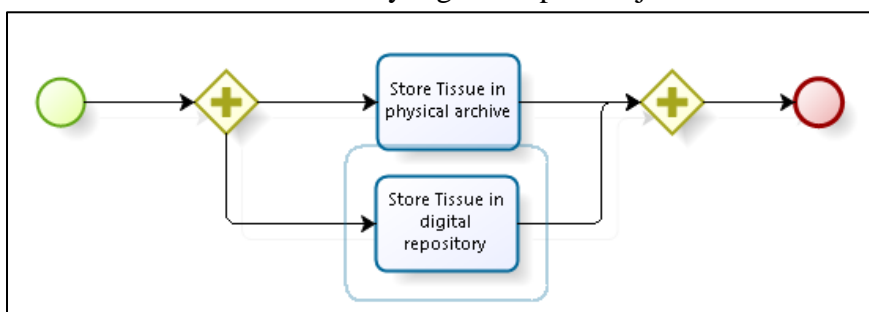 Store Tissue in
physical archive
Store Tissue in
digital
repository